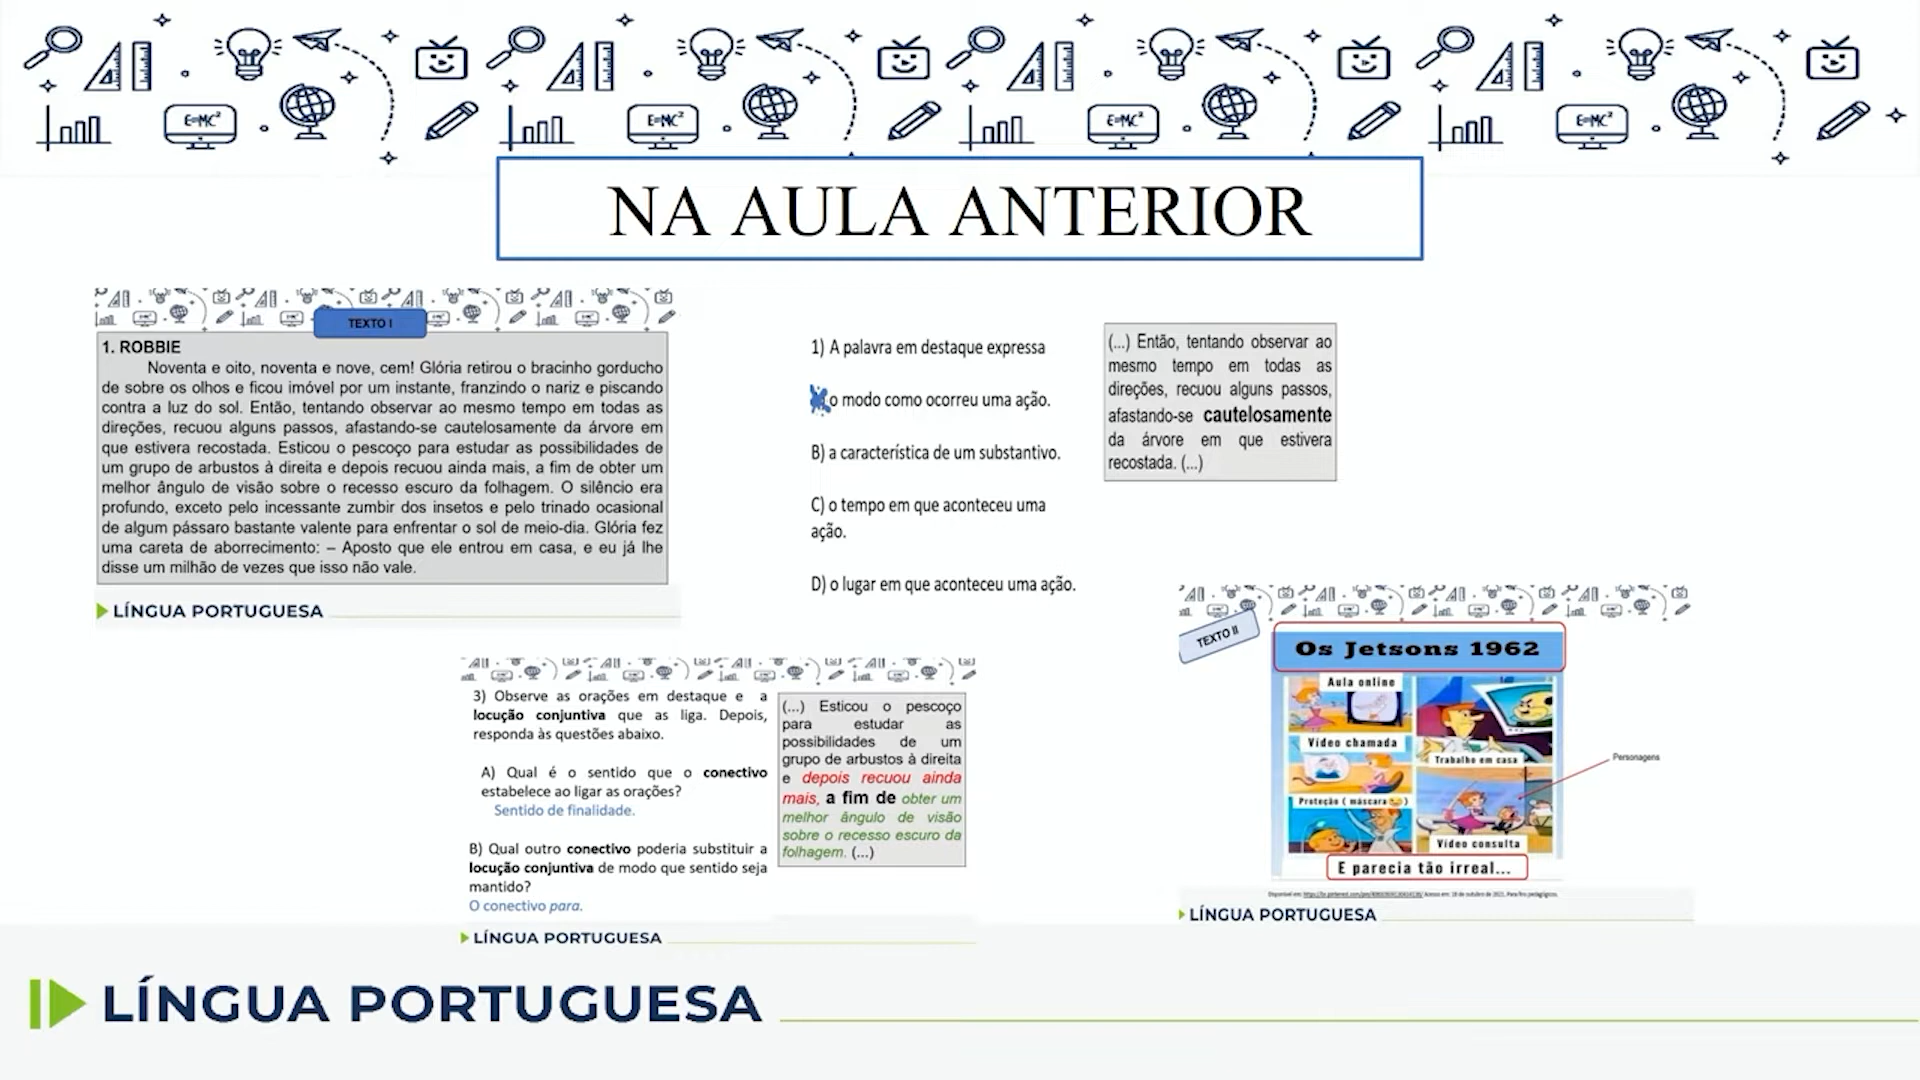 E=MC²
E=MC²
E=MC²
E=MC²
NA AULA ANTERIOR
TEXTO I
1. ROBBIE
Noventa e oito, noventa e nove, cem! Glória retirou o bracinho gorducho
de sobre os olhos e ficou imóvel por um instante, franzindo o nariz e piscando
contra a luz do sol. Então, tentando observar ao mesmo tempo em todas as
direções, recuou alguns passos, afastando-se cautelosamente da árvore em
que estivera recostada. Esticou o pescoço para estudar as possibilidades de
um grupo de arbustos à direita e depois recuou ainda mais, a fim de obter um
melhor ângulo de visão sobre o recesso escuro da folhagem. O silêncio era
profundo, exceto pelo incessante zumbir dos insetos e pelo trinado ocasional
de algum pássaro bastante valente para enfrentar o sol de meio-dia. Glória fez
uma careta de aborrecimento: – Aposto que ele entrou em casa, e eu já lhe
disse um milhão de vezes que isso não vale.
LÍNGUA PORTUGUESA
1) A palavra em destaque expressa
o modo como ocorreu uma ação.
B) a característica de um substantivo.
C) o tempo em que aconteceu uma
ação.
D) o lugar em que aconteceu uma ação.
(...) Então, tentando observar ao
mesmo tempo em todas as
direções, recuou alguns passos,
afastando-se cautelosamente
da árvore em que estivera
recostada. (...)
3) Observe as orações em destaque e a
locução conjuntiva que as liga. Depois,
responda às questões abaixo.
A) Qual é o sentido que o conectivo
estabelece ao ligar as orações?
Sentido de finalidade.
B) Qual outro conectivo poderia substituir a
locução conjuntiva de modo que sentido seja
mantido?
O conectivo para.
(...) Esticou o pescoço
para estudar as
possibilidades de um
grupo de arbustos à direita
e depois recuou ainda
mais, a fim de obter um
melhor ângulo de visão
sobre o recesso escuro da
folhagem. (...)
LÍNGUA PORTUGUESA
TEXTO II
Os Jetsons 1962
Aula online
Vídeo chamada
Trabalho em casa
Proteção ( máscara )
Vídeo consulta
E parecia tão irreal...
Personagens
LÍNGUA PORTUGUESA
LÍNGUA PORTUGUESA